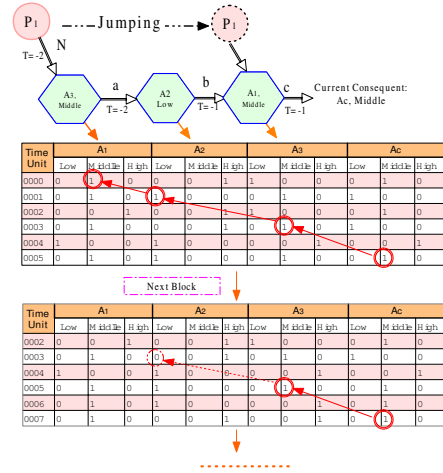 P1
Jumping
P1
N
T= -2
A3,
Middle
a
T= -2
A2
Low
b
T= -1
A1,
Middle
c
T= -1
Current Consequent:
Ac, Middle
Time Unit A1 A2 A3 AC
Low Middle High Low Middle High Low Middle High Low Middle High
0000 0 1 0 0 0 1 1 0 0 0 1 0
0001 0 1 0 1 0 0 0 1 0 1 0 0
0002 0 0 1 0 0 1 1 0 0 0 1 0
0003 0 1 0 0 1 0 0 1 0 1 0 0
0004 1 0 0 0 0 0 1 0 0 1
0005 0 1 0 0 1 0 0 1 0 0 1 0
Next Block
Time Unit A1 A2 A3 AC
Low Middle High Low Middle High Low Middle High Low Middle High
0002 0 0 1 0 0 1 1 0 0 0 1 0
0003 0 1 0 0 1 0 0 1 0 1 0 0
0004 1 0 0 0 0 0 1 0 0 1
0005 0 1 0 0 1 0 0 1 0 0 1 0
0006 0 1 0 0 1 0 0 0 1 0 1 0
0007 0 1 0 0 0 1 0 0 1 0 1 0